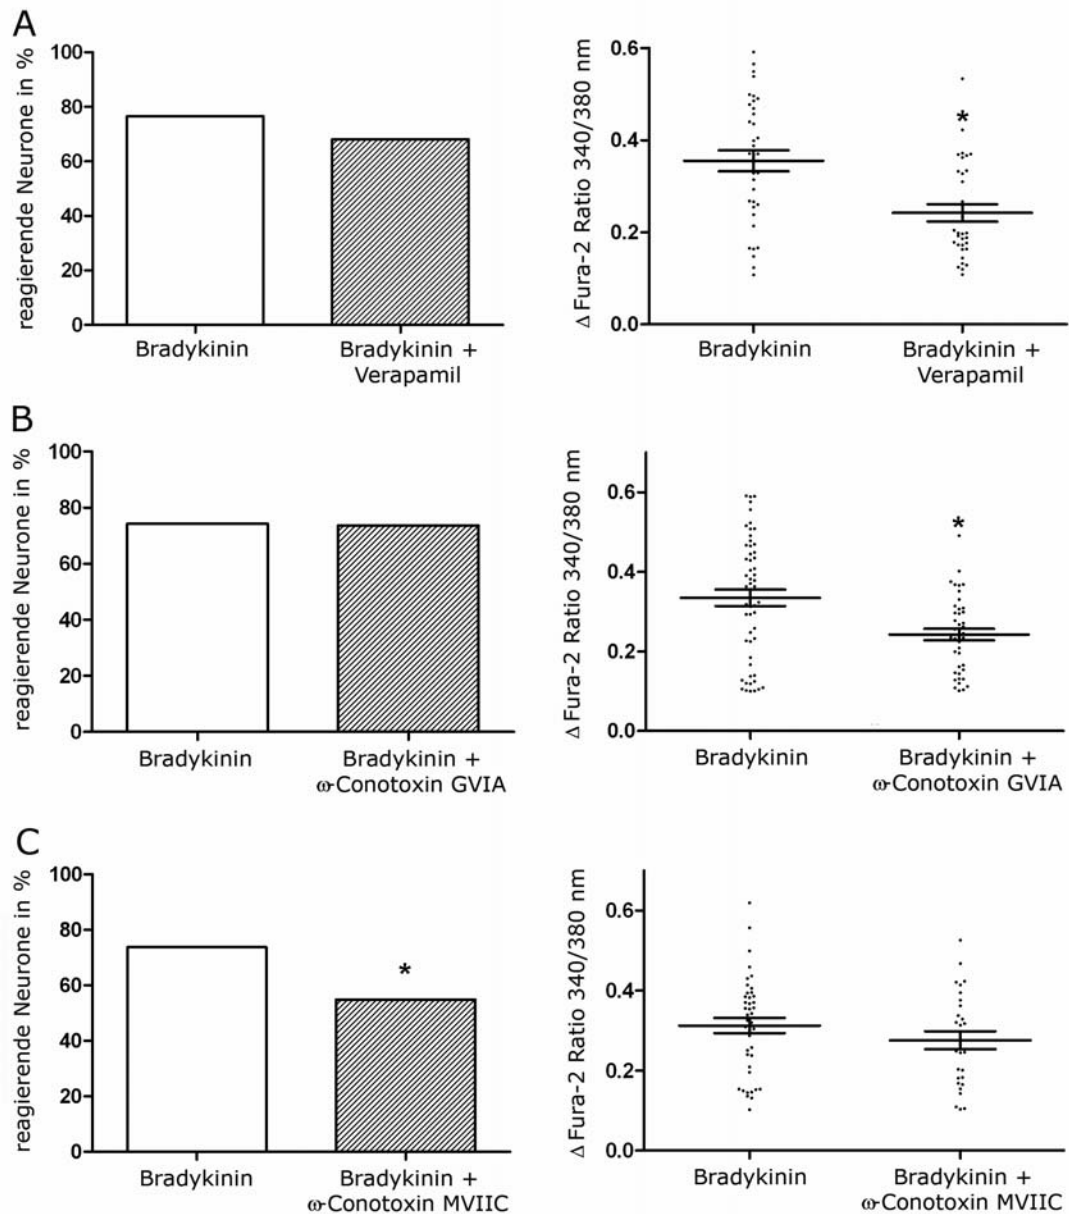 A
reagierende Neurone in %
100
80
60
40
20
0
Bradykinin
Bradykinin +
Verapamil
Δ Fura-2 Ratio 340/380 nm
0.6
0.4
0.2
0.0
*
Bradykinin
Bradykinin +
Verapamil
B
reagierende Neurone in %
100
80
60
40
20
0
Bradykinin
Bradykinin +
ω-Conotoxin GVIA
Δ Fura-2 Ratio 340/380 nm
0.6
0.4
0.2
0.0
*
Bradykinin
Bradykinin +
ω-Conotoxin GVIA
C
reagierende Neurone in %
100
80
60
40
20
0
*
Bradykinin
Bradykinin +
ω-Conotoxin MVIIC
Δ Fura-2 Ratio 340/380 nm
0.6
0.4
0.2
0.0
Bradykinin
Bradykinin +
ω-Conotoxin MVIIC